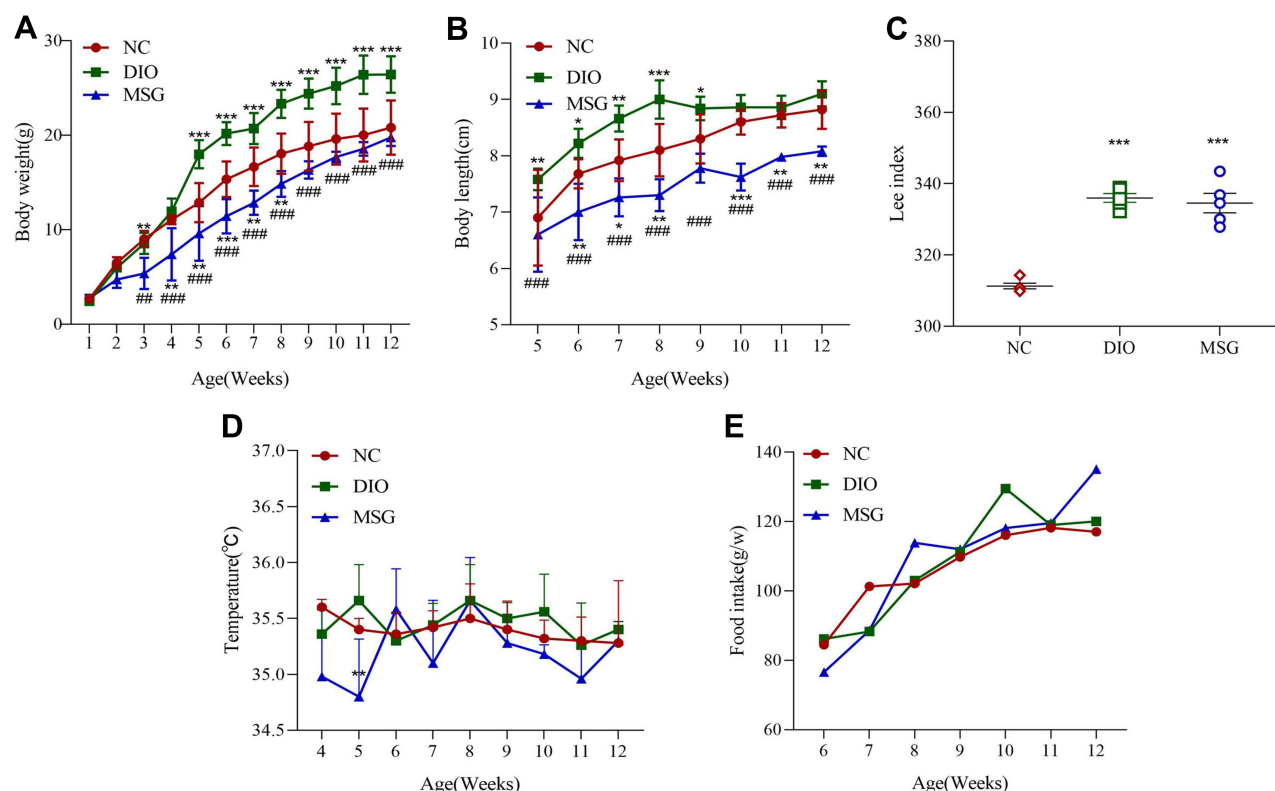 A
NC
DIO
MSG
Body weight(g)
30
20
10
0
***
***
***
***
***
***
***
***
**
##
**
###
**
###
***
###
**
###
**
###
###
###
###
###
1 2 3 4 5 6 7 8 9 10 11 12
Age(Weeks)
B
NC
DIO
MSG
Body length(cm)
10
9
8
7
6
5
**
*
**
***
*
###
**
###
*
###
**
###
###
***
###
**
###
**
###
5 6 7 8 9 10 11 12
Age(Weeks)
C
Lee index
380
360
340
320
300
***
***
NC DIO MSG
D
NC
DIO
MSG
Temperature(℃)
37.0
36.5
36.0
35.5
35.0
34.5
**
4 5 6 7 8 9 10 11 12
Age(Weeks)
E
NC
DIO
MSG
Food intake(g/w)
140
120
100
80
60
6 7 8 9 10 11 12
Age(Weeks)